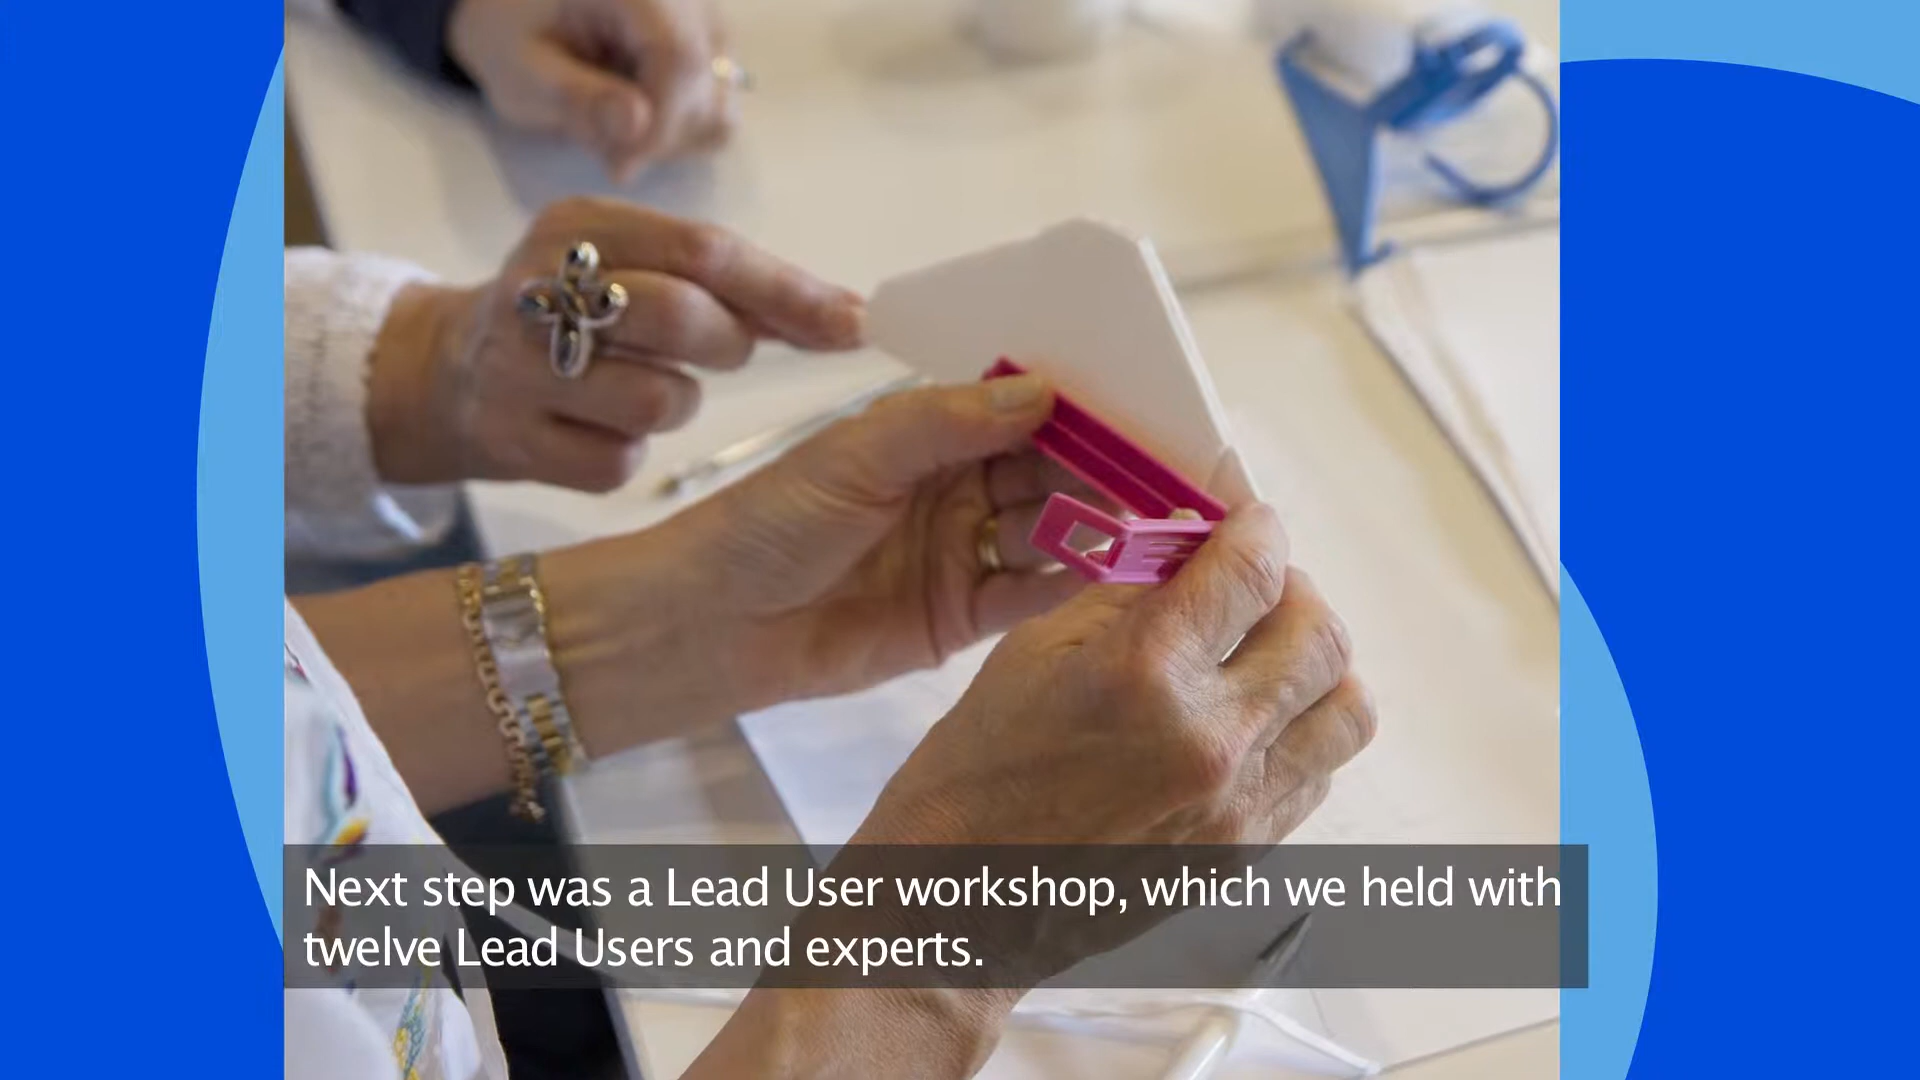 Next step was a Lead User workshop, which we held with
twelve Lead Users and experts.